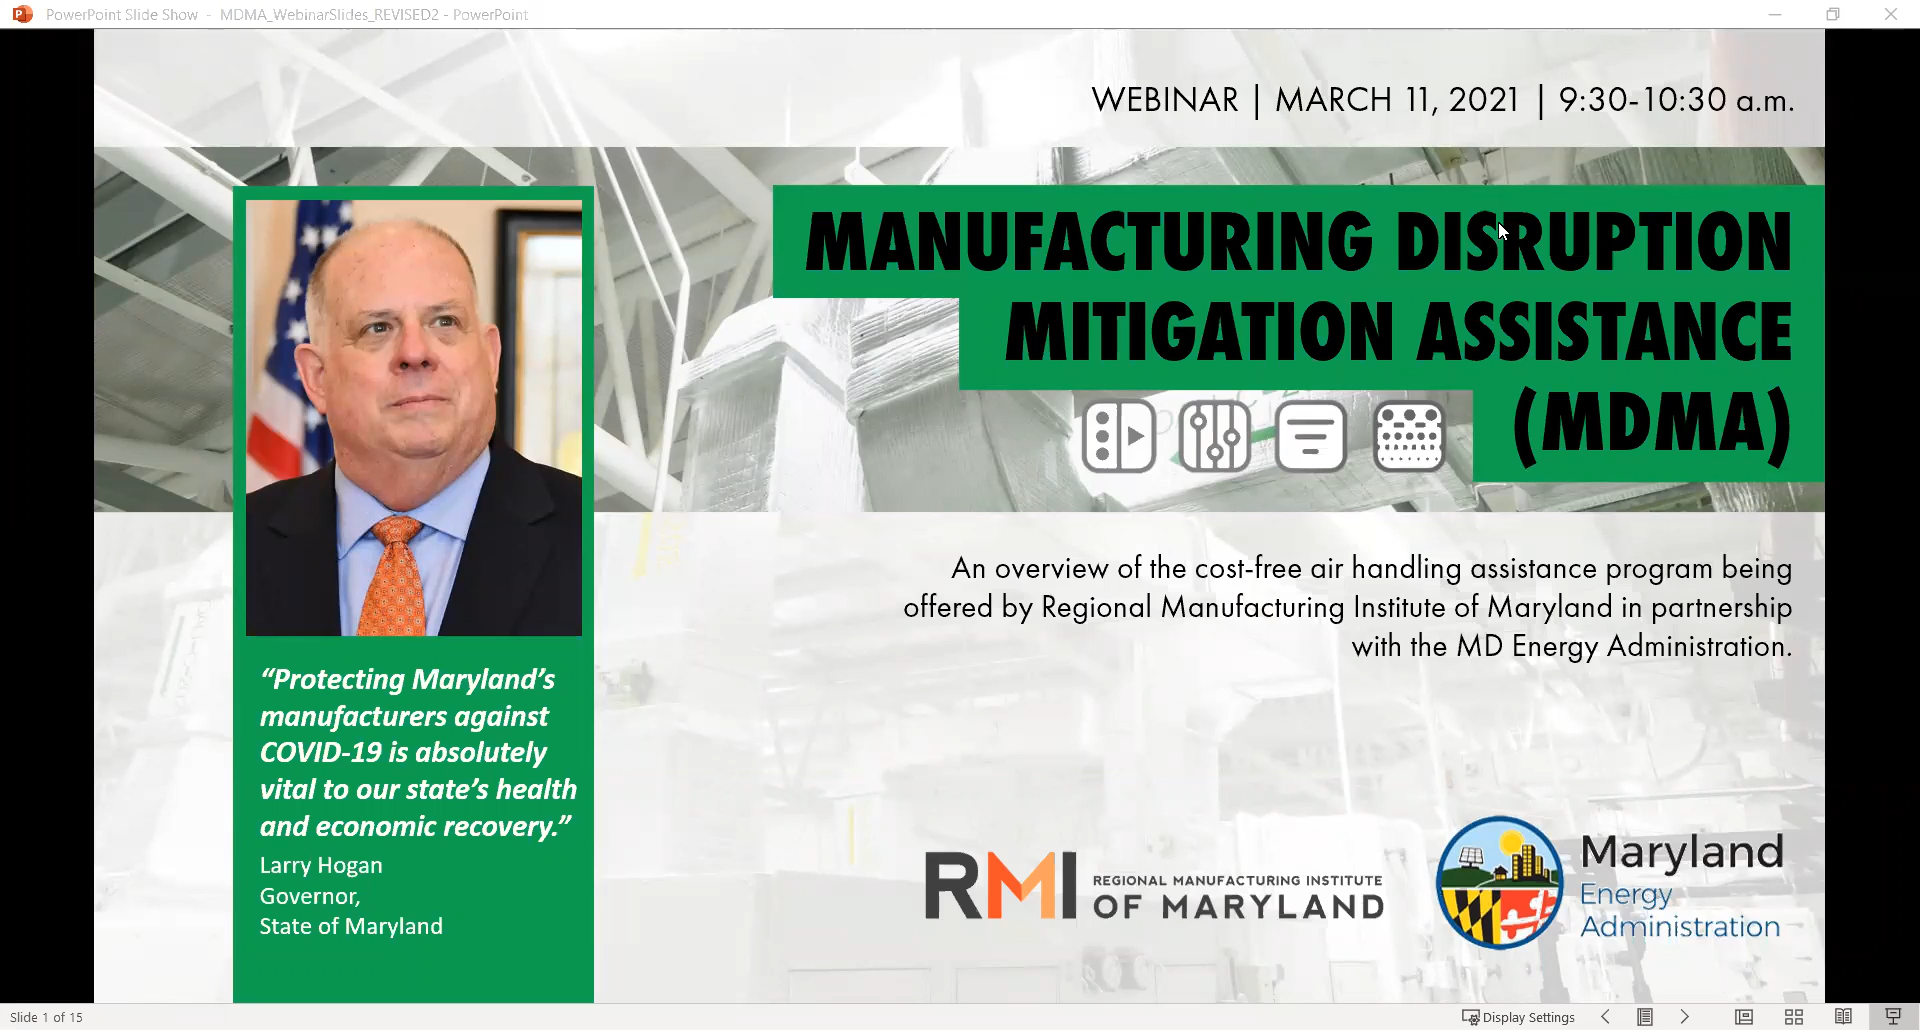 PowerPoint Slide Show - MDMA_WebinarSlides_REVISED2 - PowerPoint
WEBINAR | MARCH 11, 2021 | 9:30-10:30 a.m.
MANUFACTURING DISRUPTION
MITIGATION ASSISTANCE
(MDMA)
An overview of the cost-free air handling assistance program being
offered by Regional Manufacturing Institute of Maryland in partnership
with the MD Energy Administration.
“Protecting Maryland’s
manufacturers against
COVID-19 is absolutely
vital to our state’s health
and economic recovery.”
Larry Hogan
Governor,
State of Maryland
RMI REGIONAL MANUFACTURING INSTITUTE
OF MARYLAND
Maryland
Energy
Administration
Slide 1 of 15
Display Settings